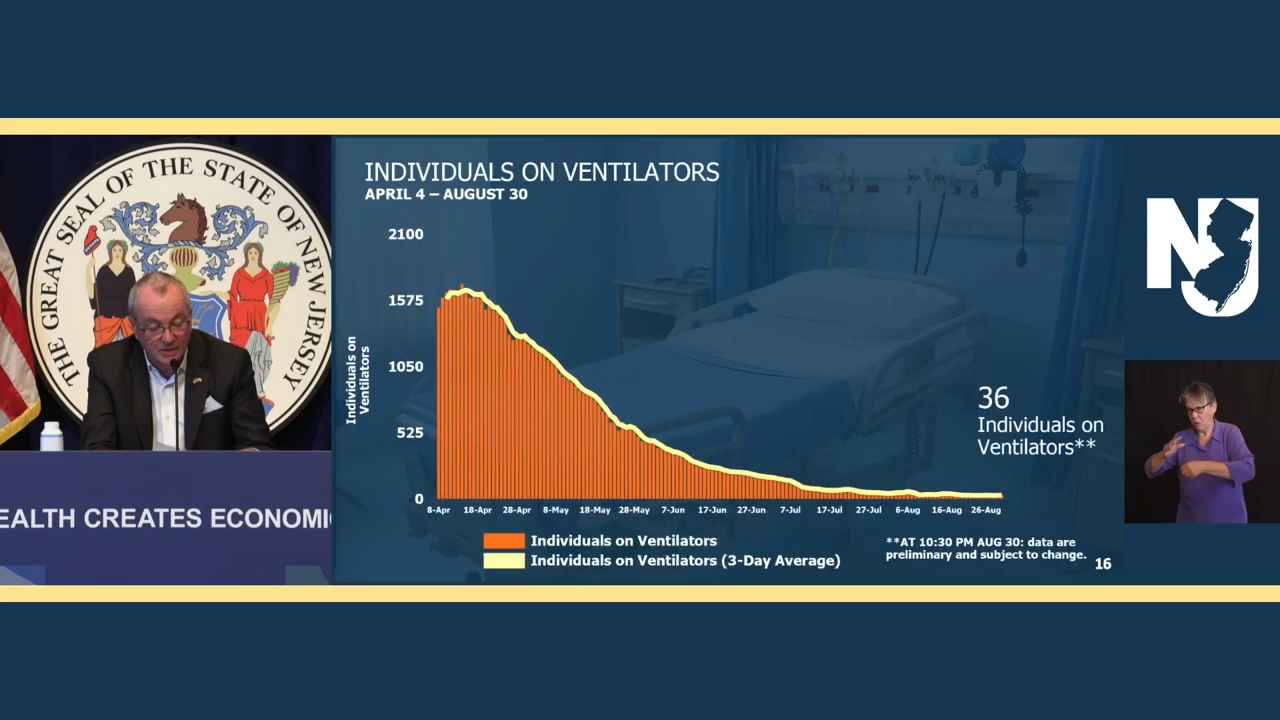 THE GREAT SEAL OF THE STATE OF NEW JERSEY
EALTH CREATES ECONOMI
INDIVIDUALS ON VENTILATORS
APRIL 4 – AUGUST 30
2100
1575
1050
525
0
Individuals on
Ventilators
8-Apr 18-Apr 28-Apr 8-May 18-May 28-May 7-Jun 17-Jun 27-Jun 7-Jul 17-Jul 27-Jul 6-Aug 16-Aug 26-Aug
36
Individuals on
Ventilators**
Individuals on Ventilators
Individuals on Ventilators (3-Day Average)
**AT 10:30 PM AUG 30: data are
preliminary and subject to change.
16
NJ